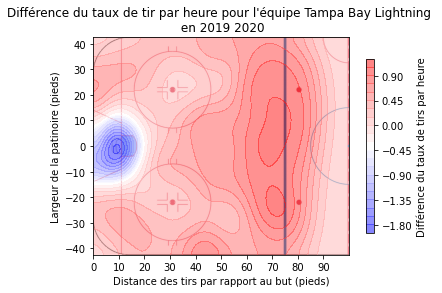 Différence du taux de tir par heure pour l'équipe Tampa Bay Lightning
en 2019 2020
Largeur de la patinoire (pieds)
40
30
20
10
0
−10
−20
−30
−40
0 10 20 30 40 50 60 70 80 90
Distance des tirs par rapport au but (pieds)
0.90
0.45
0.00
−0.45
−0.90
−1.35
−1.80
Différence du taux de tir par heure